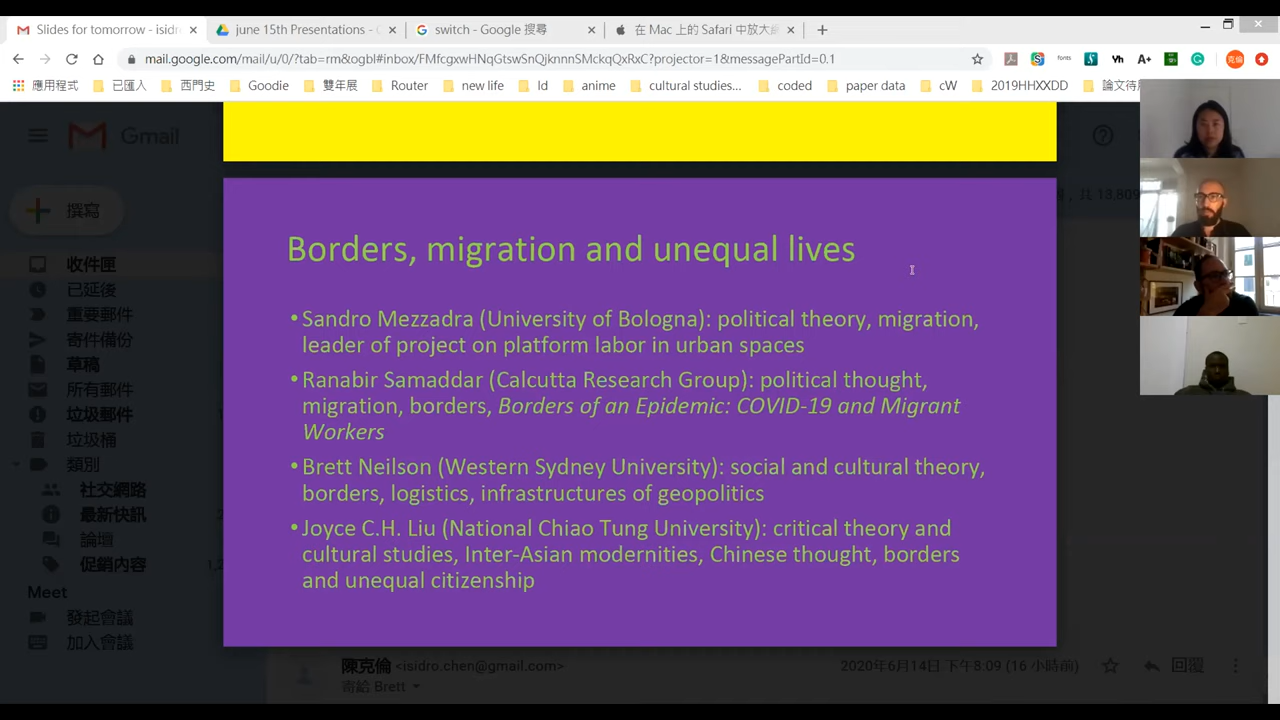 Slides for tomorrow - isidro
june 15th Presentations - G
switch - Google 搜尋
在 Mac 上的 Safari 中放大網
mail.google.com/mail/u/0/?tab=rm&ogbl#inbox/FMfcgxwIiNqGtswSnQjknnnSMckqQxRxC?projector=1&messagePartId=0.1
應用程式
已匯入
西門史
Goodie
雙年展
Router
new life
Id
anime
cultural studies...
coded
paper data
cW
2019HHXXDD
Gmail
撰寫
收件匣
已延後
重要郵件
寄件備份
草稿
所有郵件
垃圾郵件
垃圾桶
類別
社交網路
最新快訊
論壇
促銷內容
Meet
發起會議
加入會議
Borders, migration and unequal lives
•Sandro Mezzadra (University of Bologna): political theory, migration,
leader of project on platform labor in urban spaces
•Ranabir Samaddar (Calcutta Research Group): political thought,
migration, borders, Borders of an Epidemic: COVID-19 and Migrant
Workers
•Brett Neilson (Western Sydney University): social and cultural theory,
borders, logistics, infrastructures of geopolitics
•Joyce C.H. Liu (National Chiao Tung University): critical theory and
cultural studies, Inter-Asian modernities, Chinese thought, borders
and unequal citizenship
陳克倫 <isidro.chen@gmail.com>
2020年6月14日 下午8:09 (16 小時前)
回覆
寄給 Brett